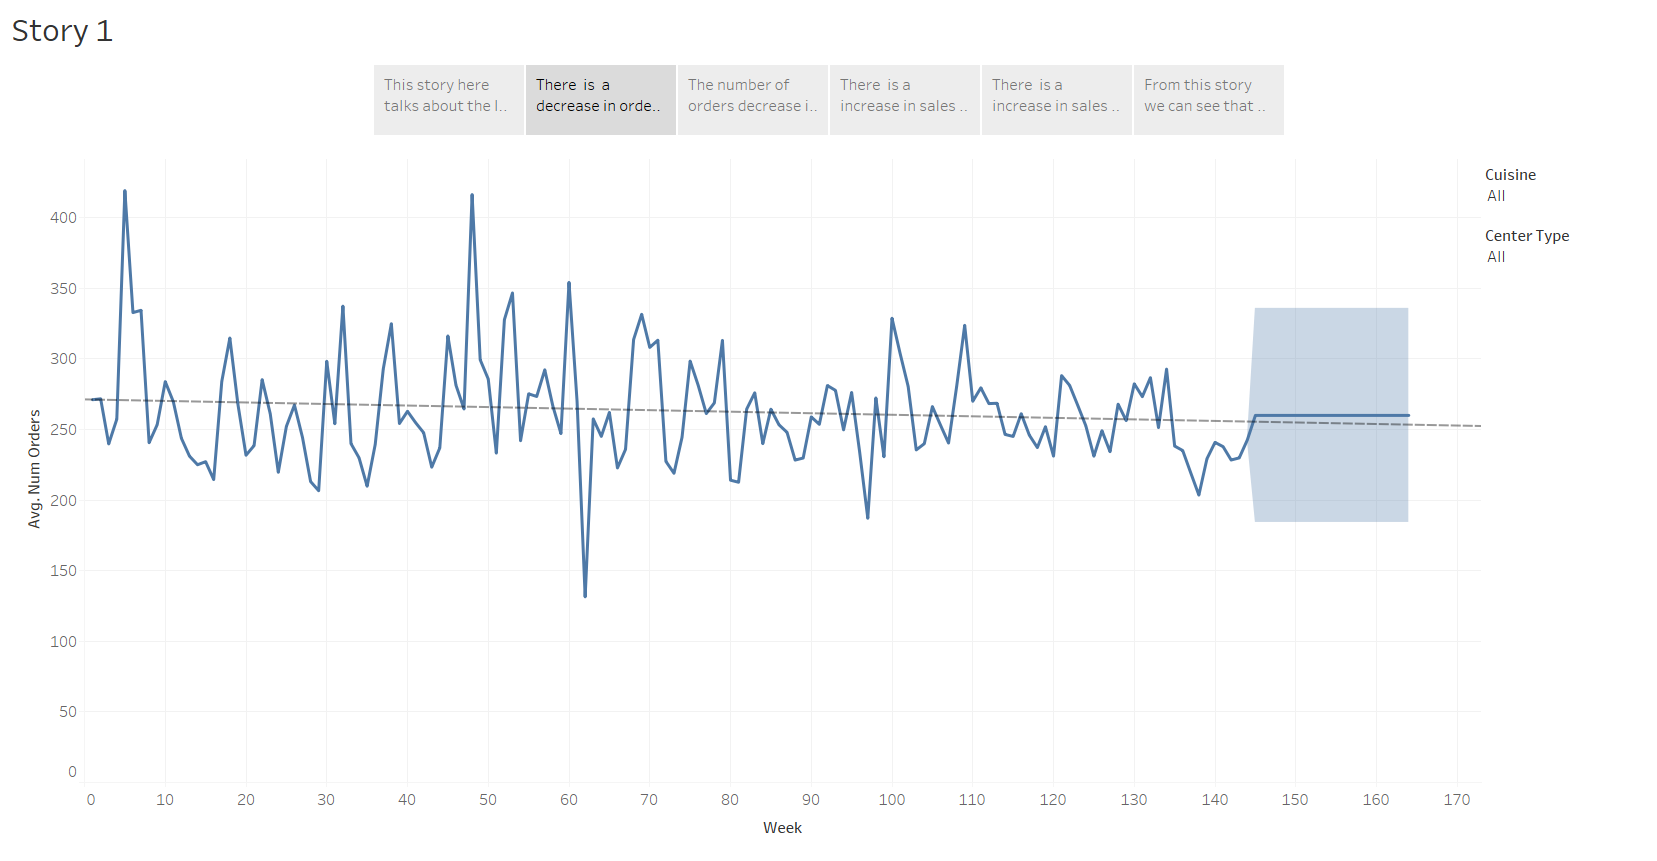 Story 1
This story here
talks about the l..
There is a
decrease in orde..
The number of
orders decrease i..
There is a
increase in sales ..
There is a
increase in sales ..
From this story
we can see that ..
Cuisine
All
Center Type
All
400
350
300
250
200
150
100
50
0
Avg. Num Orders
0 10 20 30 40 50 60 70 80 90 100 110 120 130 140 150 160 170
Week